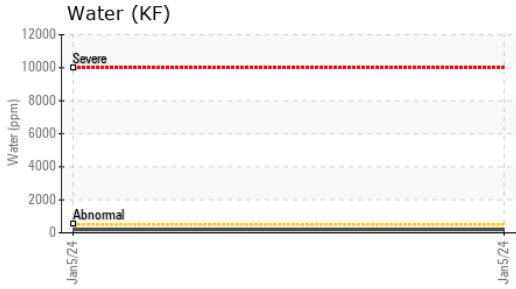 Water (KF)
12000
Severe
10000
8000
Water (ppm)
6000
4000
2000
Abnormal
0
Jan5/24
Jan5/24